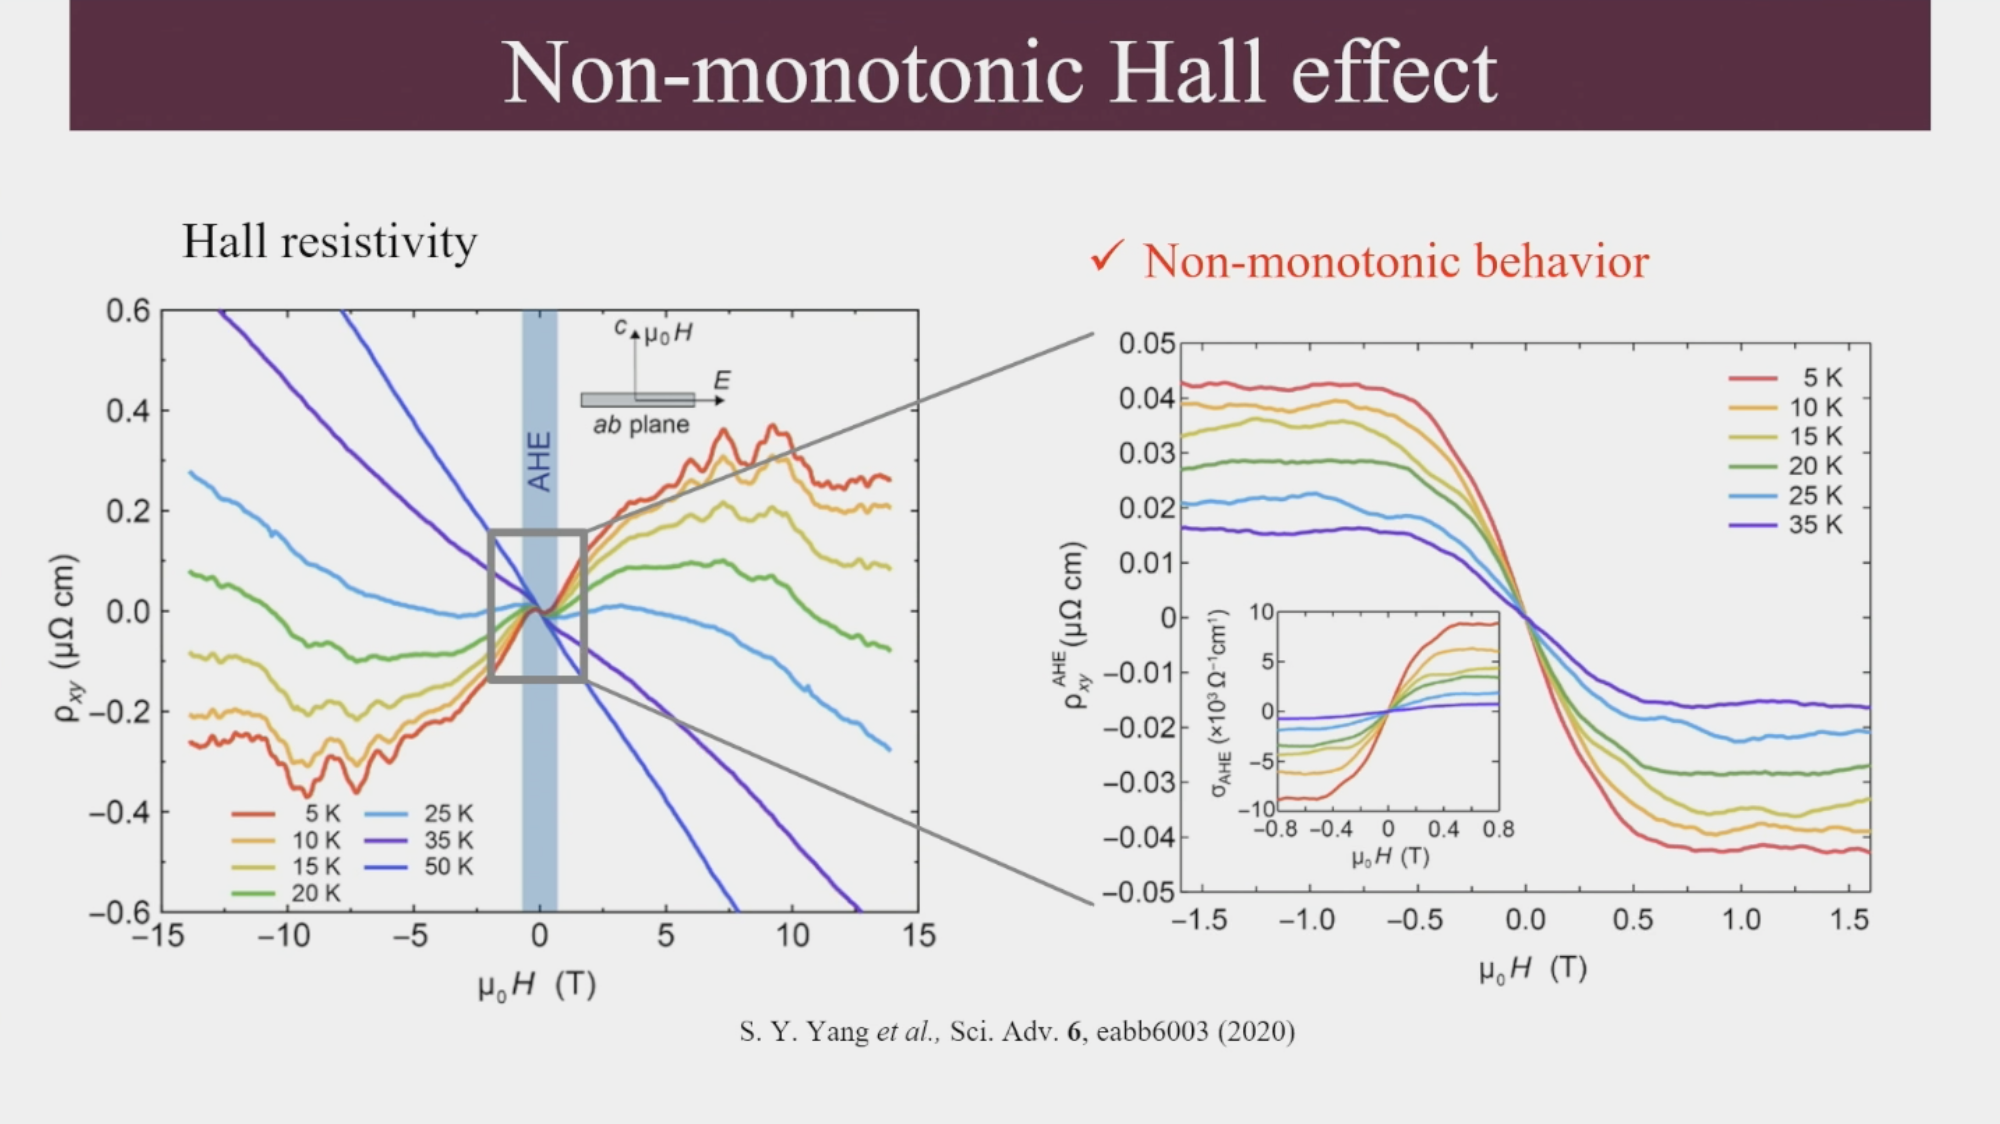 Non-monotonic Hall effect
Hall resistivity
✓ Non-monotonic behavior
0.6
0.4
0.2
0.0
−0.2
−0.4
−0.6
ρxy (μΩ cm)
AHE
c
μ₀H
E
ab plane
5 K
10 K
15 K
20 K
25 K
35 K
50 K
−15
−10
−5
0
5
10
15
μ₀H (T)
0.05
0.04
0.03
0.02
0.01
0
−0.01
−0.02
−0.03
−0.04
−0.05
ρxy AHE (μΩ cm)
5 K
10 K
15 K
20 K
25 K
35 K
10
5
0
−5
−10
σAHE (×10³ Ω⁻¹cm¹)
−0.8
−0.4
0
0.4
0.8
μ₀H (T)
−1.5
−1.0
−0.5
0.0
0.5
1.0
1.5
μ₀H (T)
S. Y. Yang et al., Sci. Adv. 6, eabb6003 (2020)